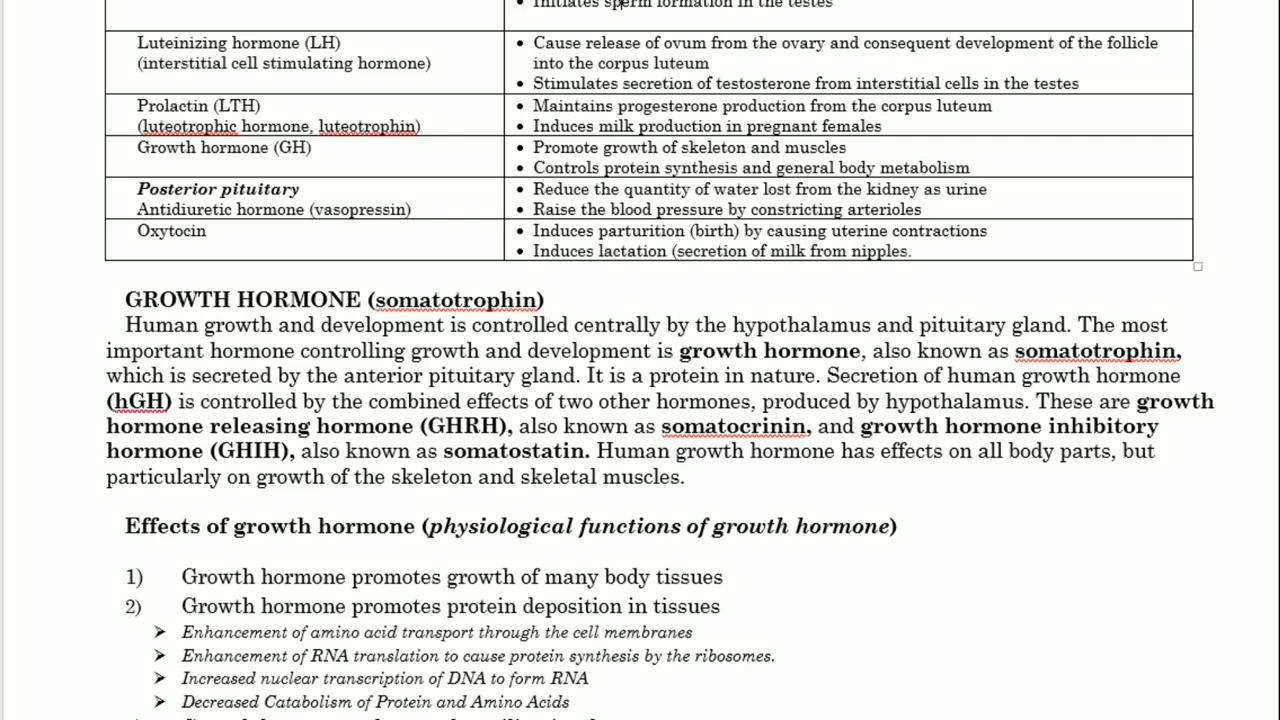 • Initiates sperm formation in the testes
Luteinizing hormone (LH)
(interstitial cell stimulating hormone)
• Cause release of ovum from the ovary and consequent development of the follicle
into the corpus luteum
• Stimulates secretion of testosterone from interstitial cells in the testes
Prolactin (LTH)
(luteotrophic hormone, luteotrophin)
• Maintains progesterone production from the corpus luteum
• Induces milk production in pregnant females
Growth hormone (GH)
• Promote growth of skeleton and muscles
• Controls protein synthesis and general body metabolism
Posterior pituitary
Antidiuretic hormone (vasopressin)
• Reduce the quantity of water lost from the kidney as urine
• Raise the blood pressure by constricting arterioles
Oxytocin
• Induces parturition (birth) by causing uterine contractions
• Induces lactation (secretion of milk from nipples.
GROWTH HORMONE (somatotrophin)
Human growth and development is controlled centrally by the hypothalamus and pituitary gland. The most
important hormone controlling growth and development is growth hormone, also known as somatotrophin,
which is secreted by the anterior pituitary gland. It is a protein in nature. Secretion of human growth hormone
(hGH) is controlled by the combined effects of two other hormones, produced by hypothalamus. These are growth
hormone releasing hormone (GHRH), also known as somatocrinin, and growth hormone inhibitory
hormone (GHIH), also known as somatostatin. Human growth hormone has effects on all body parts, but
particularly on growth of the skeleton and skeletal muscles.
Effects of growth hormone (physiological functions of growth hormone)
1) Growth hormone promotes growth of many body tissues
2) Growth hormone promotes protein deposition in tissues
➢ Enhancement of amino acid transport through the cell membranes
➢ Enhancement of RNA translation to cause protein synthesis by the ribosomes.
➢ Increased nuclear transcription of DNA to form RNA
➢ Decreased Catabolism of Protein and Amino Acids